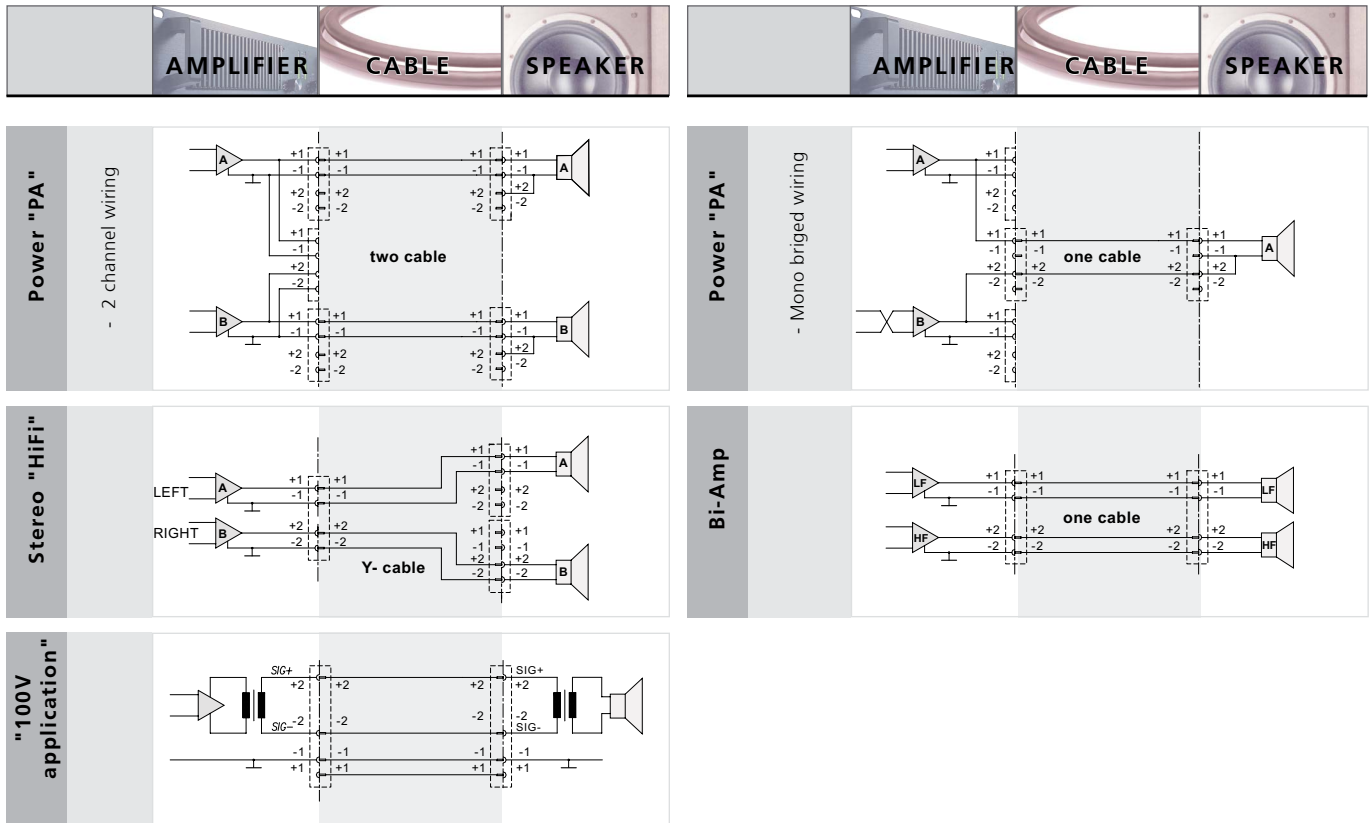 AMPLIFIER CABLE SPEAKER
AMPLIFIER CABLE SPEAKER
Power "PA"
- 2 channel wiring
A
+1 +1 +1 +1
-1 -1 -1 -1
+2 +2 +2 +2
-2 -2 -2 -2
A
+1
-1
two cable
+2
-2
B
+1 +1 +1 +1
-1 -1 -1 -1
+2 +2 +2 +2
-2 -2 -2 -2
B
Power "PA"
- Mono briged wiring
A
+1
-1
+2
-2
+1 +1 +1 +1
-1 -1 -1 -1
one cable
A
+2 +2 +2 +2
-2 -2 -2 -2
B
+1
-1
+2
-2
Stereo "HiFi"
LEFT A
+1 +1
-1 -1
RIGHT B
+2 +2
-2 -2
Y- cable
+1 +1
-1 -1
A
+2 +2
-2 -2
+1 +1
-1 -1
+2 +2
-2 -2
B
Bi-Amp
LF
+1 +1 +1 +1
-1 -1 -1 -1
LF
one cable
HF
+2 +2 +2 +2
-2 -2 -2 -2
HF
"100V
application"
SIG+ SIG+
+2 +2 +2 +2
-2 -2 -2 -2
SIG- SIG-
-1 -1 -1 -1
+1 +1 +1 +1